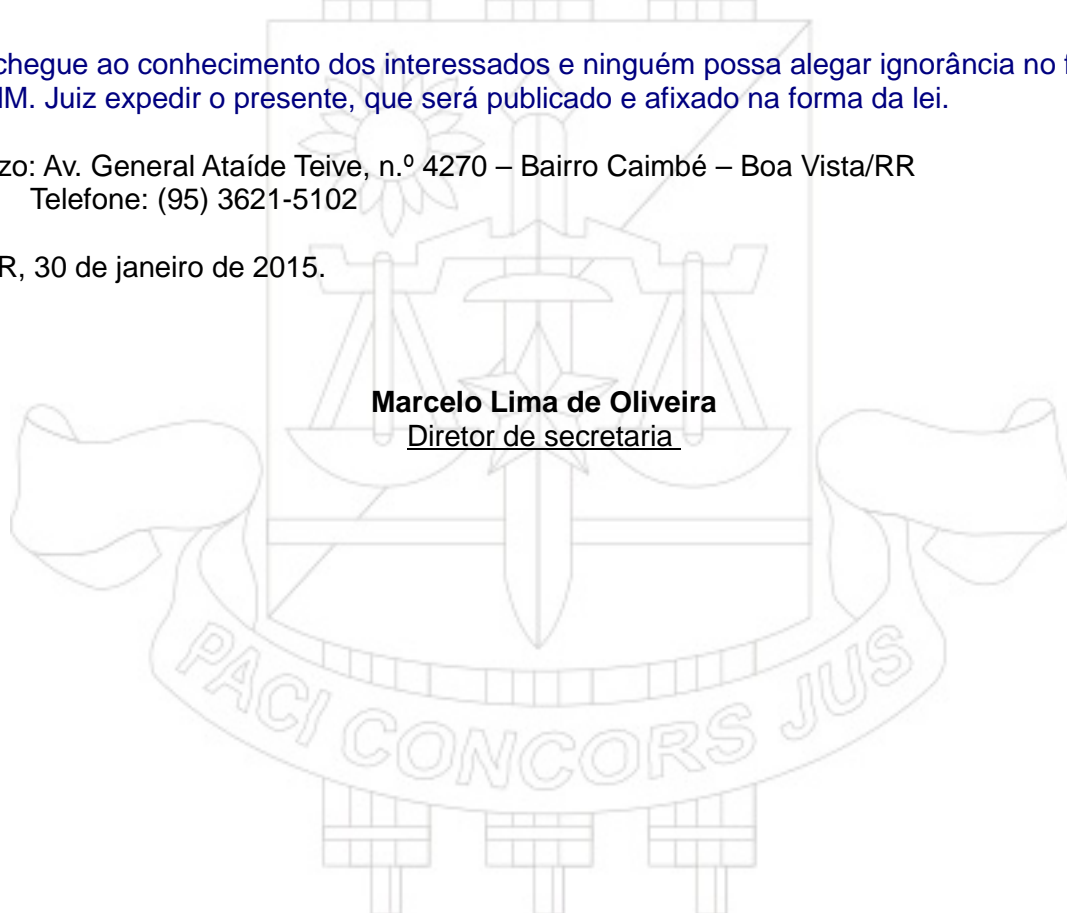 chegue ao conhecimento dos interessados e ninguém possa alegar ignorância no
MM. Juiz expedir o presente, que será publicado e afixado na forma da lei.
zo: Av. General Ataíde Teive, n.º 4270 – Bairro Caimbé – Boa Vista/RR
Telefone: (95) 3621-5102
R, 30 de janeiro de 2015.
Marcelo Lima de Oliveira
Diretor de secretaria
PACI CONCORS JUS